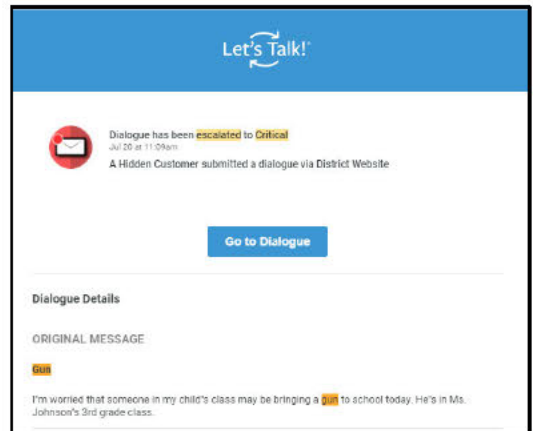 Let's Talk!
Dialogue has been escalated to Critical
Jul 20 at 11:09am
A Hidden Customer submitted a dialogue via District Website
Go to Dialogue
Dialogue Details
ORIGINAL MESSAGE
Gun
I'm worried that someone in my child's class may be bringing a gun to school today. He's in Ms.
Johnson's 3rd grade class.